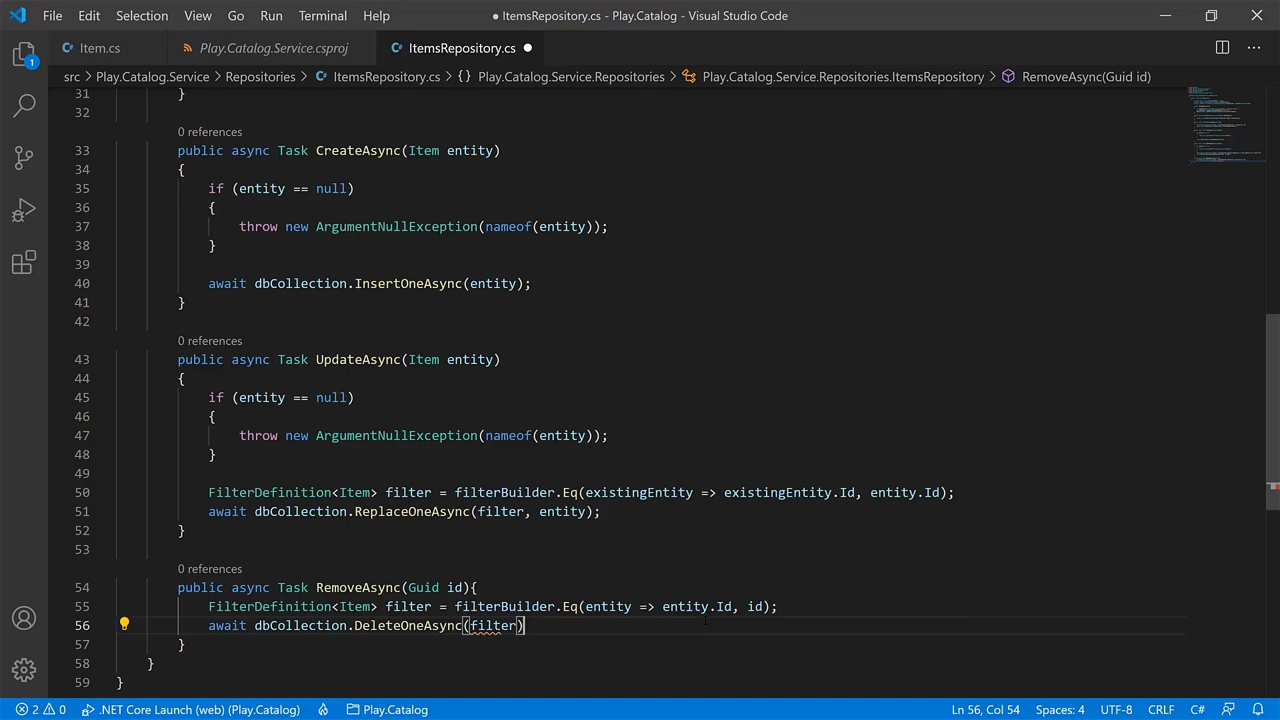 File Edit Selection View Go Run Terminal Help
● ItemsRepository.cs - Play.Catalog - Visual Studio Code
Item.cs Play.Catalog.Service.csproj ItemsRepository.cs
src > Play.Catalog.Service > Repositories > ItemsRepository.cs > {} Play.Catalog.Service.Repositories > Play.Catalog.Service.Repositories.ItemsRepository > RemoveAsync(Guid id)
31 }
32
0 references
33 public async Task CreateAsync(Item entity)
34 {
35 if (entity == null)
36 {
37 throw new ArgumentNullException(nameof(entity));
38 }
39
40 await dbCollection.InsertOneAsync(entity);
41 }
42
0 references
43 public async Task UpdateAsync(Item entity)
44 {
45 if (entity == null)
46 {
47 throw new ArgumentNullException(nameof(entity));
48 }
49
50 FilterDefinition<Item> filter = filterBuilder.Eq(existingEntity => existingEntity.Id, entity.Id);
51 await dbCollection.ReplaceOneAsync(filter, entity);
52 }
53
0 references
54 public async Task RemoveAsync(Guid id){
55 FilterDefinition<Item> filter = filterBuilder.Eq(entity => entity.Id, id);
56 await dbCollection.DeleteOneAsync(filter)
57 }
58 }
59 }
1
2 0 .NET Core Launch (web) (Play.Catalog) Play.Catalog Ln 56, Col 54 Spaces: 4 UTF-8 CRLF C#